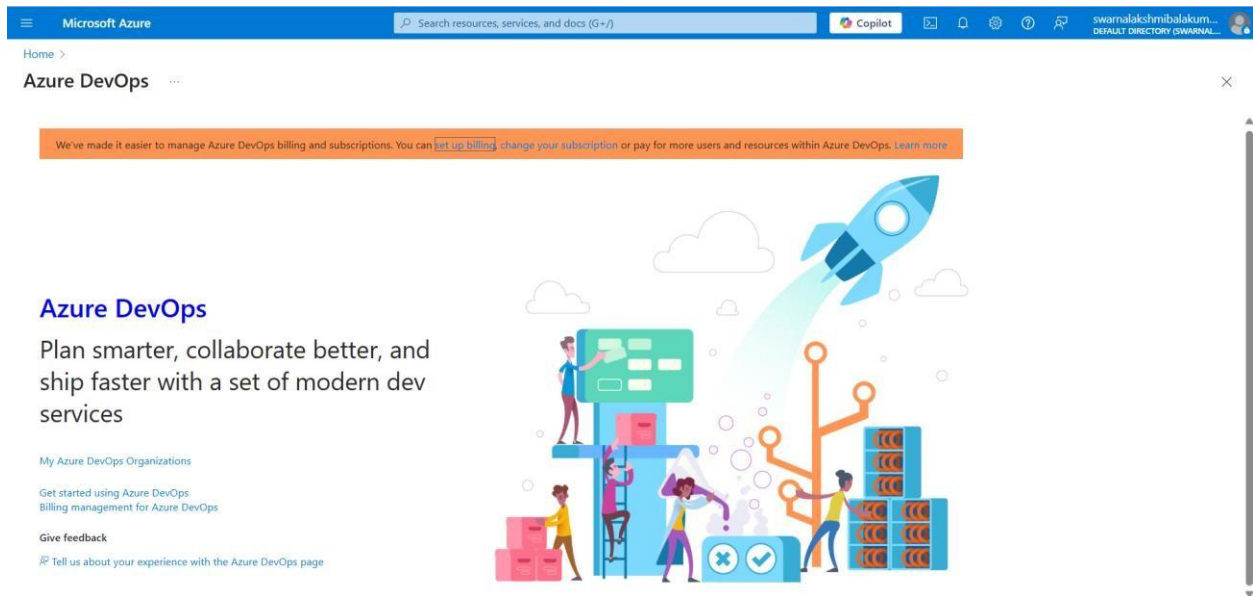 Microsoft Azure
Search resources, services, and docs (G+/)
Copilot
swarnalakshmibalakum...
DEFAULT DIRECTORY (SWARNAL...
Home >
Azure DevOps ...
We've made it easier to manage Azure DevOps billing and subscriptions. You can set up billing, change your subscription or pay for more users and resources within Azure DevOps. Learn more
Azure DevOps
Plan smarter, collaborate better, and
ship faster with a set of modern dev
services
My Azure DevOps Organizations
Get started using Azure DevOps
Billing management for Azure DevOps
Give feedback
Tell us about your experience with the Azure DevOps page